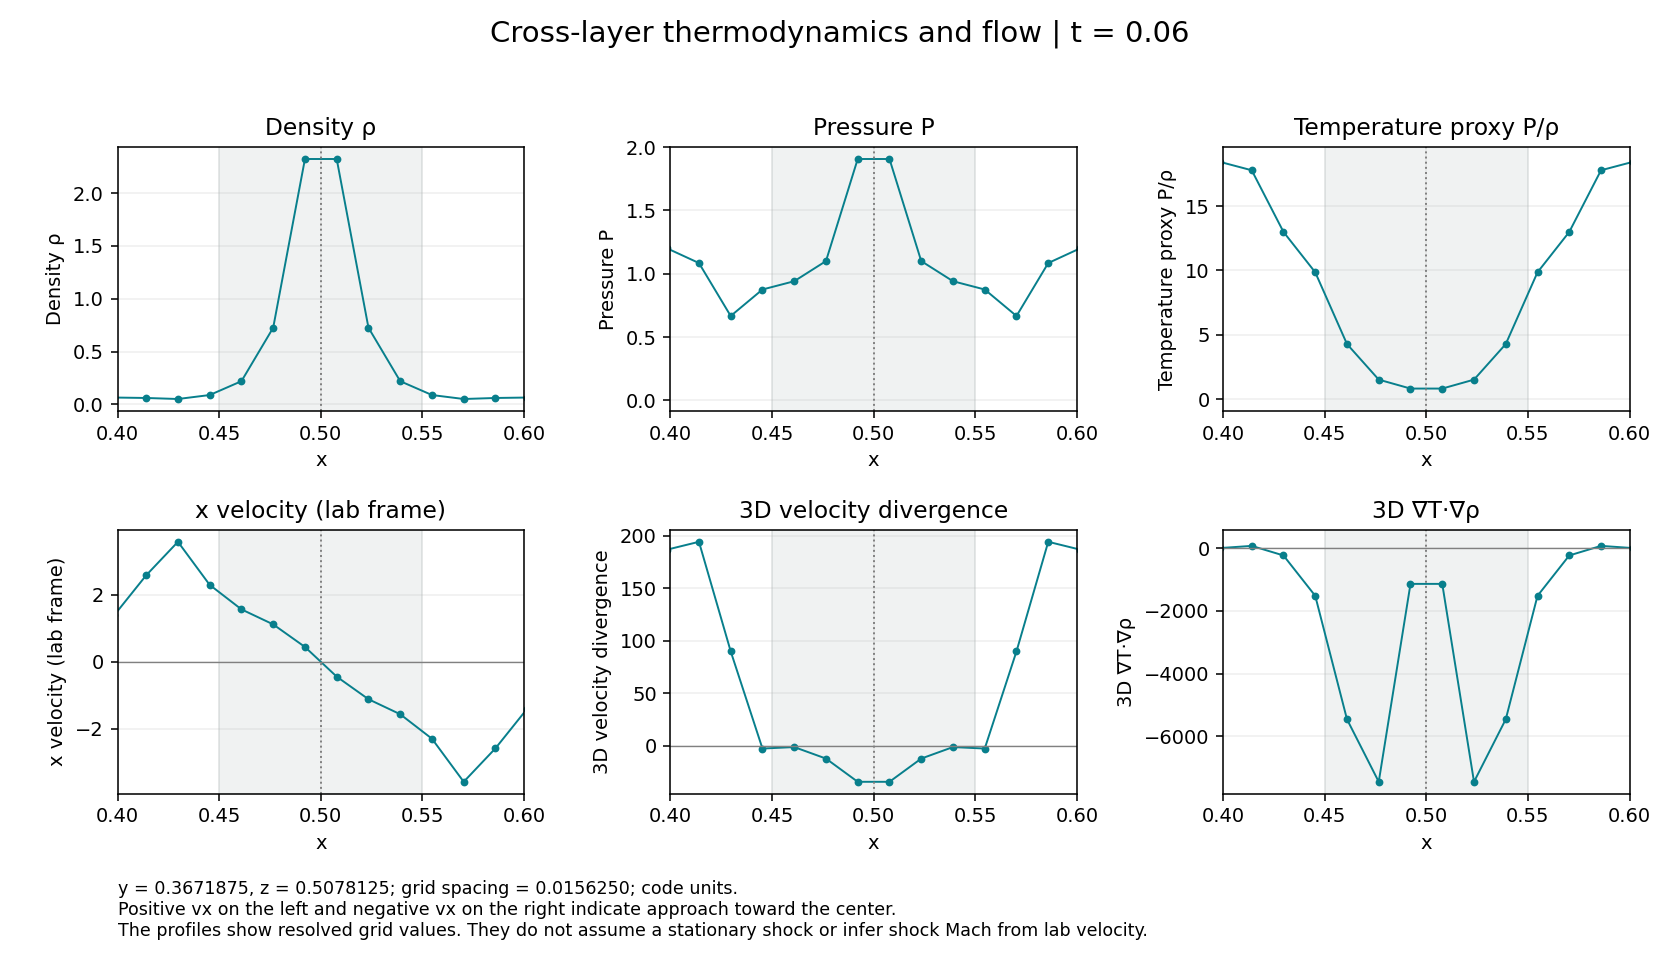 Cross-layer thermodynamics and flow | t = 0.06
Density ρ
Density ρ
2.0
1.5
1.0
0.5
0.0
0.40 0.45 0.50 0.55 0.60
x
Pressure P
Pressure P
2.0
1.5
1.0
0.5
0.0
0.40 0.45 0.50 0.55 0.60
x
Temperature proxy P/ρ
Temperature proxy P/ρ
15
10
5
0
0.40 0.45 0.50 0.55 0.60
x
x velocity (lab frame)
x velocity (lab frame)
2
0
−2
0.40 0.45 0.50 0.55 0.60
x
3D velocity divergence
3D velocity divergence
200
150
100
50
0
0.40 0.45 0.50 0.55 0.60
x
3D ∇T·∇ρ
3D ∇T·∇ρ
0
−2000
−4000
−6000
0.40 0.45 0.50 0.55 0.60
x
y = 0.3671875, z = 0.5078125; grid spacing = 0.0156250; code units.
Positive vx on the left and negative vx on the right indicate approach toward the center.
The profiles show resolved grid values. They do not assume a stationary shock or infer shock Mach from lab velocity.